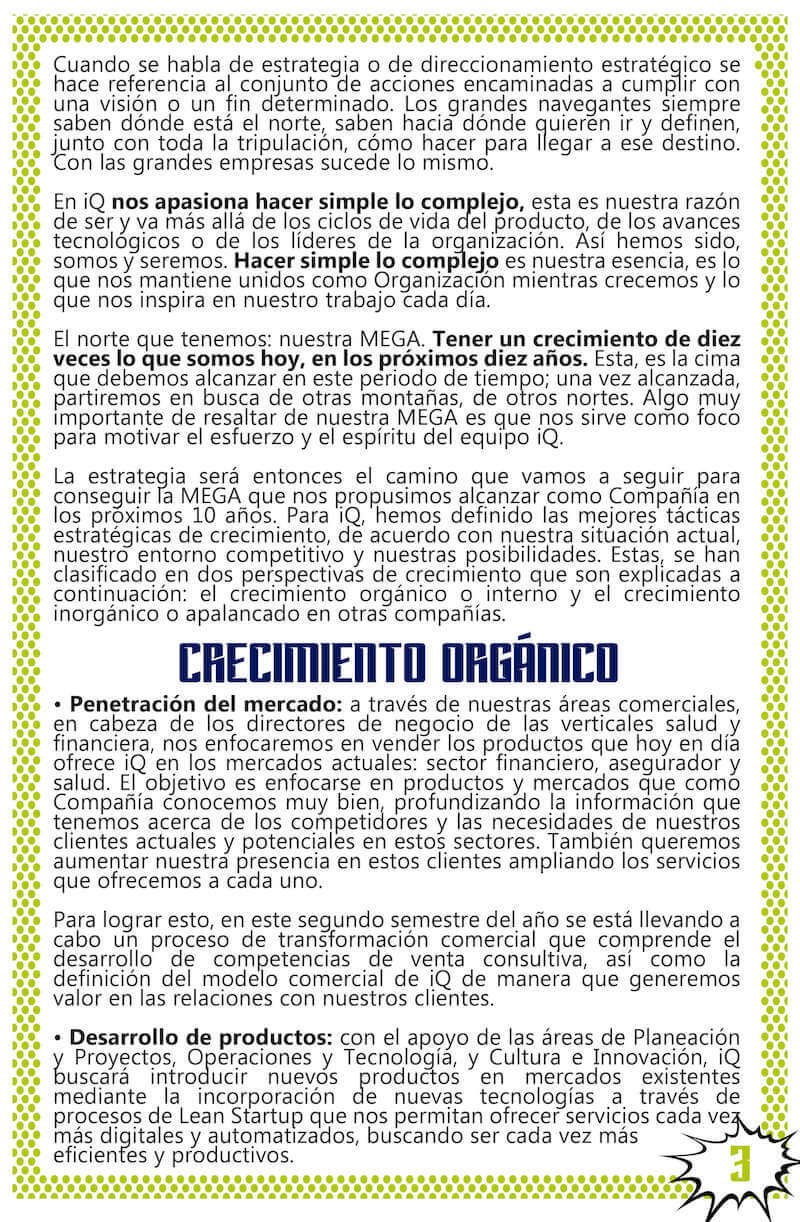 Cuando se habla de estrategia o de direccionamiento estratégico se
hace referencia al conjunto de acciones encaminadas a cumplir con
una visión o un fin determinado. Los grandes navegantes siempre
saben dónde está el norte, saben hacia dónde quieren ir y definen,
junto con toda la tripulación, cómo hacer para llegar a ese destino.
Con las grandes empresas sucede lo mismo.
En iQ nos apasiona hacer simple lo complejo, esta es nuestra razón
de ser y va más allá de los ciclos de vida del producto, de los avances
tecnológicos o de los líderes de la organización. Así hemos sido,
somos y seremos. Hacer simple lo complejo es nuestra esencia, es lo
que nos mantiene unidos como Organización mientras crecemos y lo
que nos inspira en nuestro trabajo cada día.
El norte que tenemos: nuestra MEGA. Tener un crecimiento de diez
veces lo que somos hoy, en los próximos diez años. Esta, es la cima
que debemos alcanzar en este periodo de tiempo; una vez alcanzada,
partiremos en busca de otras montañas, de otros nortes. Algo muy
importante de resaltar de nuestra MEGA es que nos sirve como foco
para motivar el esfuerzo y el espíritu del equipo iQ.
La estrategia será entonces el camino que vamos a seguir para
conseguir la MEGA que nos propusimos alcanzar como Compañía en
los próximos 10 años. Para iQ, hemos definido las mejores tácticas
estratégicas de crecimiento, de acuerdo con nuestra situación actual,
nuestro entorno competitivo y nuestras posibilidades. Estas, se han
clasificado en dos perspectivas de crecimiento que son explicadas a
continuación: el crecimiento orgánico o interno y el crecimiento
inorgánico o apalancado en otras compañías.
CRECIMIENTO ORGÁNICO
• Penetración del mercado: a través de nuestras áreas comerciales,
en cabeza de los directores de negocio de las verticales salud y
financiera, nos enfocaremos en vender los productos que hoy en día
ofrece iQ en los mercados actuales: sector financiero, asegurador y
salud. El objetivo es enfocarse en productos y mercados que como
Compañía conocemos muy bien, profundizando la información que
tenemos acerca de los competidores y las necesidades de nuestros
clientes actuales y potenciales en estos sectores. También queremos
aumentar nuestra presencia en estos clientes ampliando los servicios
que ofrecemos a cada uno.
Para lograr esto, en este segundo semestre del año se está llevando a
cabo un proceso de transformación comercial que comprende el
desarrollo de competencias de venta consultiva, así como la
definición del modelo comercial de iQ de manera que generemos
valor en las relaciones con nuestros clientes.
• Desarrollo de productos: con el apoyo de las áreas de Planeación
y Proyectos, Operaciones y Tecnología, y Cultura e Innovación, iQ
buscará introducir nuevos productos en mercados existentes
mediante la incorporación de nuevas tecnologías a través de
procesos de Lean Startup que nos permitan ofrecer servicios cada vez
más digitales y automatizados, buscando ser cada vez más
eficientes y productivos.
3